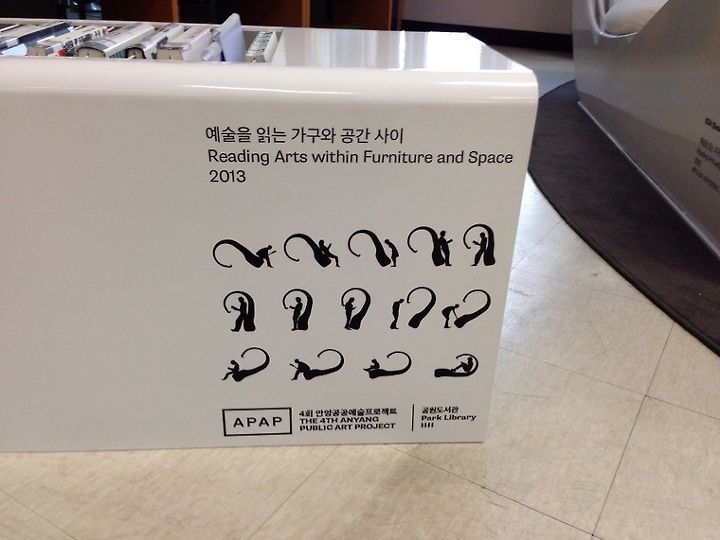 예술을 읽는 가구와 공간 사이
Reading Arts within Furniture and Space
2013
APAP
4회 안양공공예술프로젝트
THE 4TH ANYANG
PUBLIC ART PROJECT
공원도서관
Park Library